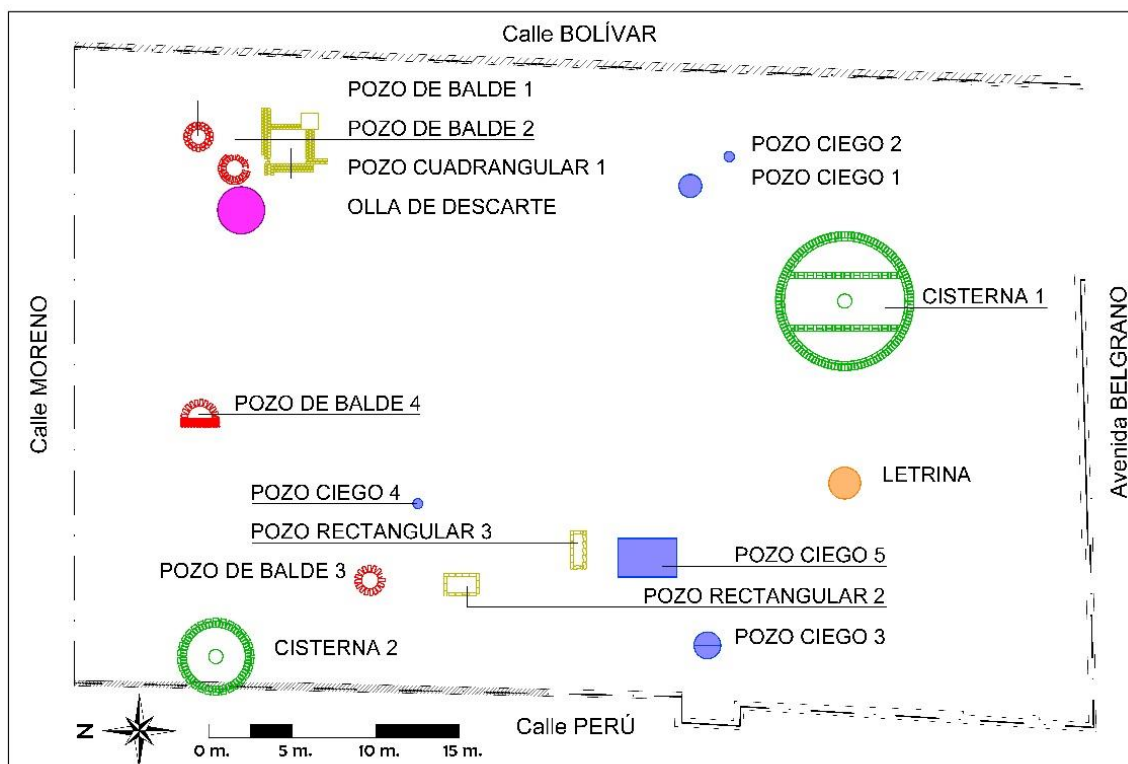 Calle BOLÍVAR
POZO DE BALDE 1
POZO DE BALDE 2
POZO CUADRANGULAR 1
OLLA DE DESCARTE
POZO CIEGO 2
POZO CIEGO 1
CISTERNA 1
Calle MORENO
Avenida BELGRANO
POZO DE BALDE 4
LETRINA
POZO CIEGO 4
POZO RECTANGULAR 3
POZO CIEGO 5
POZO DE BALDE 3
POZO RECTANGULAR 2
POZO CIEGO 3
CISTERNA 2
Calle PERÚ
N
0 m. 5 m. 10 m. 15 m.